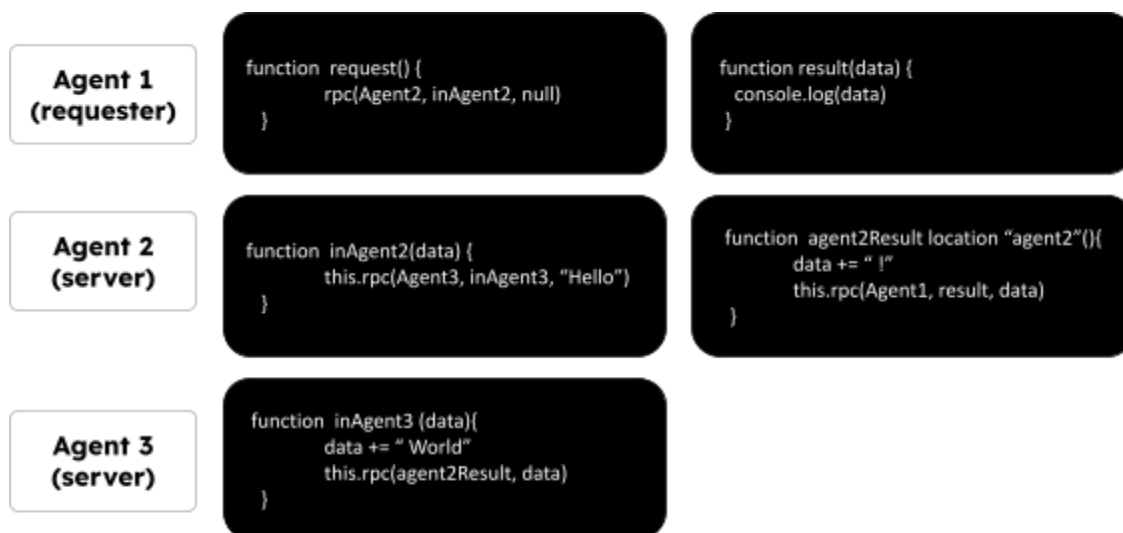 Agent 1
(requester)
function request() {
rpc(Agent2, inAgent2, null)
}
function result(data) {
console.log(data)
}
Agent 2
(server)
function inAgent2(data) {
this.rpc(Agent3, inAgent3, “Hello”)
}
function agent2Result location “agent2”(){
data += “ !”
this.rpc(Agent1, result, data)
}
Agent 3
(server)
function inAgent3 (data){
data += “ World”
this.rpc(agent2Result, data)
}